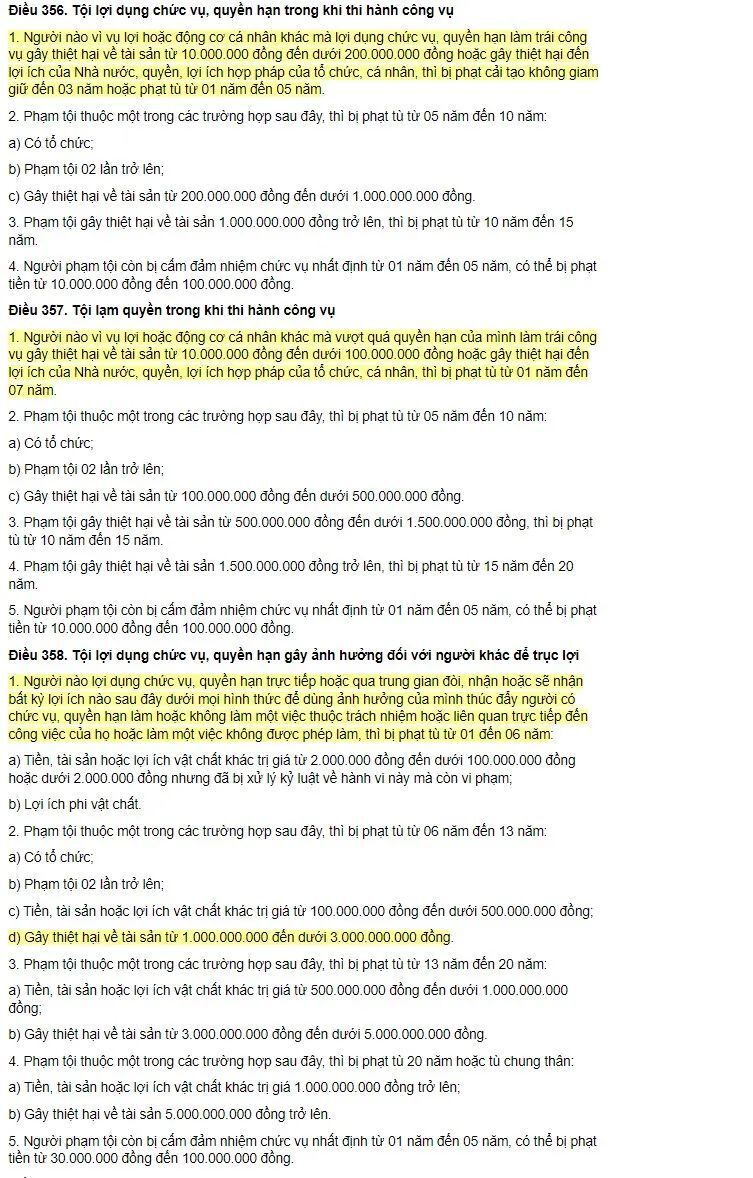 Điều 356. Tội lợi dụng chức vụ, quyền hạn trong khi thi hành công vụ
1. Người nào vì vụ lợi hoặc động cơ cá nhân khác mà lợi dụng chức vụ, quyền hạn làm trái công
vụ gây thiệt hại về tài sản từ 10.000.000 đồng đến dưới 200.000.000 đồng hoặc gây thiệt hại đến
lợi ích của Nhà nước, quyền, lợi ích hợp pháp của tổ chức, cá nhân, thì bị phạt cải tạo không giam
giữ đến 03 năm hoặc phạt tù từ 01 năm đến 05 năm.
2. Phạm tội thuộc một trong các trường hợp sau đây, thì bị phạt tù từ 05 năm đến 10 năm:
a) Có tổ chức;
b) Phạm tội 02 lần trở lên;
c) Gây thiệt hại về tài sản từ 200.000.000 đồng đến dưới 1.000.000.000 đồng.
3. Phạm tội gây thiệt hại về tài sản 1.000.000.000 đồng trở lên, thì bị phạt tù từ 10 năm đến 15
năm.
4. Người phạm tội còn bị cấm đảm nhiệm chức vụ nhất định từ 01 năm đến 05 năm, có thể bị phạt
tiền từ 10.000.000 đồng đến 100.000.000 đồng.
Điều 357. Tội lạm quyền trong khi thi hành công vụ
1. Người nào vì vụ lợi hoặc động cơ cá nhân khác mà vượt quá quyền hạn của mình làm trái công
vụ gây thiệt hại về tài sản từ 10.000.000 đồng đến dưới 100.000.000 đồng hoặc gây thiệt hại đến
lợi ích của Nhà nước, quyền, lợi ích hợp pháp của tổ chức, cá nhân, thì bị phạt tù từ 01 năm đến
07 năm.
2. Phạm tội thuộc một trong các trường hợp sau đây, thì bị phạt tù từ 05 năm đến 10 năm:
a) Có tổ chức;
b) Phạm tội 02 lần trở lên;
c) Gây thiệt hại về tài sản từ 100.000.000 đồng đến dưới 500.000.000 đồng.
3. Phạm tội gây thiệt hại về tài sản từ 500.000.000 đồng đến dưới 1.500.000.000 đồng, thì bị phạt
tù từ 10 năm đến 15 năm.
4. Phạm tội gây thiệt hại về tài sản 1.500.000.000 đồng trở lên, thì bị phạt tù từ 15 năm đến 20
năm.
5. Người phạm tội còn bị cấm đảm nhiệm chức vụ nhất định từ 01 năm đến 05 năm, có thể bị phạt
tiền từ 10.000.000 đồng đến 100.000.000 đồng.
Điều 358. Tội lợi dụng chức vụ, quyền hạn gây ảnh hưởng đối với người khác để trục lợi
1. Người nào lợi dụng chức vụ, quyền hạn trực tiếp hoặc qua trung gian đòi, nhận hoặc sẽ nhận
bất kỳ lợi ích nào sau đây dưới mọi hình thức để dùng ảnh hưởng của mình thúc đẩy người có
chức vụ, quyền hạn làm hoặc không làm một việc thuộc trách nhiệm hoặc liên quan trực tiếp đến
công việc của họ hoặc làm một việc không được phép làm, thì bị phạt tù từ 01 đến 06 năm:
a) Tiền, tài sản hoặc lợi ích vật chất khác trị giá từ 2.000.000 đồng đến dưới 100.000.000 đồng
hoặc dưới 2.000.000 đồng nhưng đã bị xử lý kỷ luật về hành vi này mà còn vi phạm;
b) Lợi ích phi vật chất.
2. Phạm tội thuộc một trong các trường hợp sau đây, thì bị phạt tù từ 06 năm đến 13 năm:
a) Có tổ chức;
b) Phạm tội 02 lần trở lên;
c) Tiền, tài sản hoặc lợi ích vật chất khác trị giá từ 100.000.000 đồng đến dưới 500.000.000 đồng;
d) Gây thiệt hại về tài sản từ 1.000.000.000 đến dưới 3.000.000.000 đồng.
3. Phạm tội thuộc một trong các trường hợp sau đây, thì bị phạt tù từ 13 năm đến 20 năm:
a) Tiền, tài sản hoặc lợi ích vật chất khác trị giá từ 500.000.000 đồng đến dưới 1.000.000.000
đồng;
b) Gây thiệt hại về tài sản từ 3.000.000.000 đồng đến dưới 5.000.000.000 đồng.
4. Phạm tội thuộc một trong các trường hợp sau đây, thì bị phạt tù 20 năm hoặc tù chung thân:
a) Tiền, tài sản hoặc lợi ích vật chất khác trị giá 1.000.000.000 đồng trở lên;
b) Gây thiệt hại về tài sản 5.000.000.000 đồng trở lên.
5. Người phạm tội còn bị cấm đảm nhiệm chức vụ nhất định từ 01 năm đến 05 năm, có thể bị phạt
tiền từ 30.000.000 đồng đến 100.000.000 đồng.